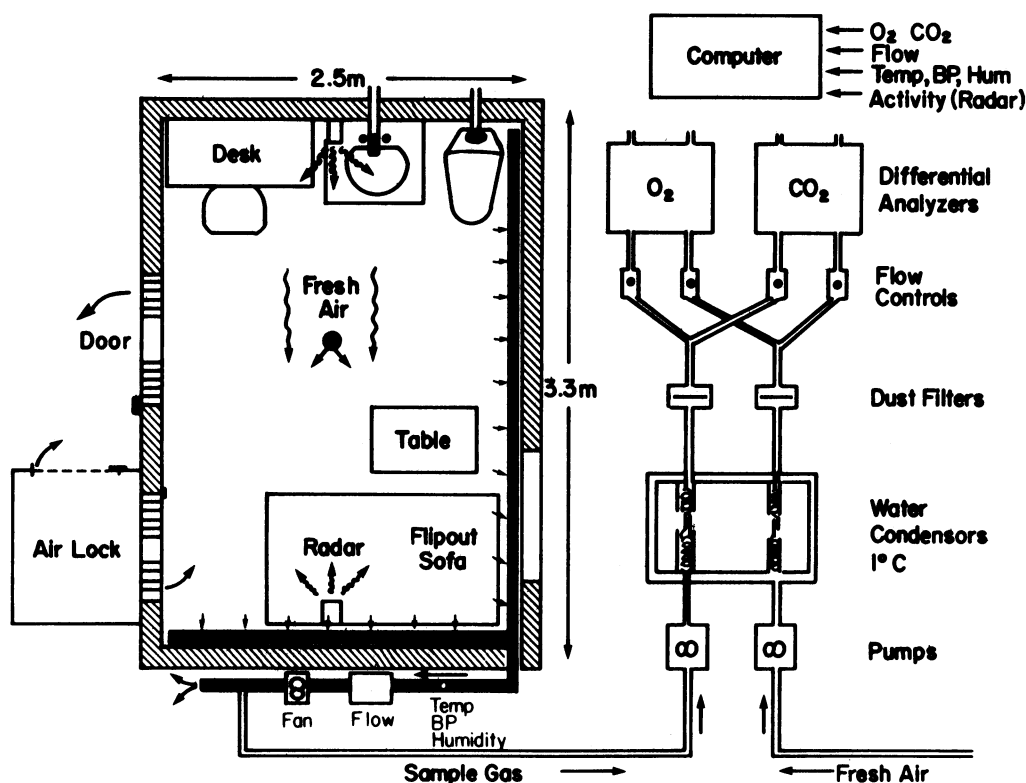 2.5m
Computer
O₂ CO₂
Flow
Temp, BP, Hum
Activity (Radar)
Desk
O₂
CO₂
Differential
Analyzers
Fresh
Air
Flow
Controls
Door
3.3m
Dust Filters
Table
Air Lock
Radar
Flipout
Sofa
Water
Condensors
1° C
Pumps
Fan
Flow
Temp
BP
Humidity
Sample Gas
Fresh Air